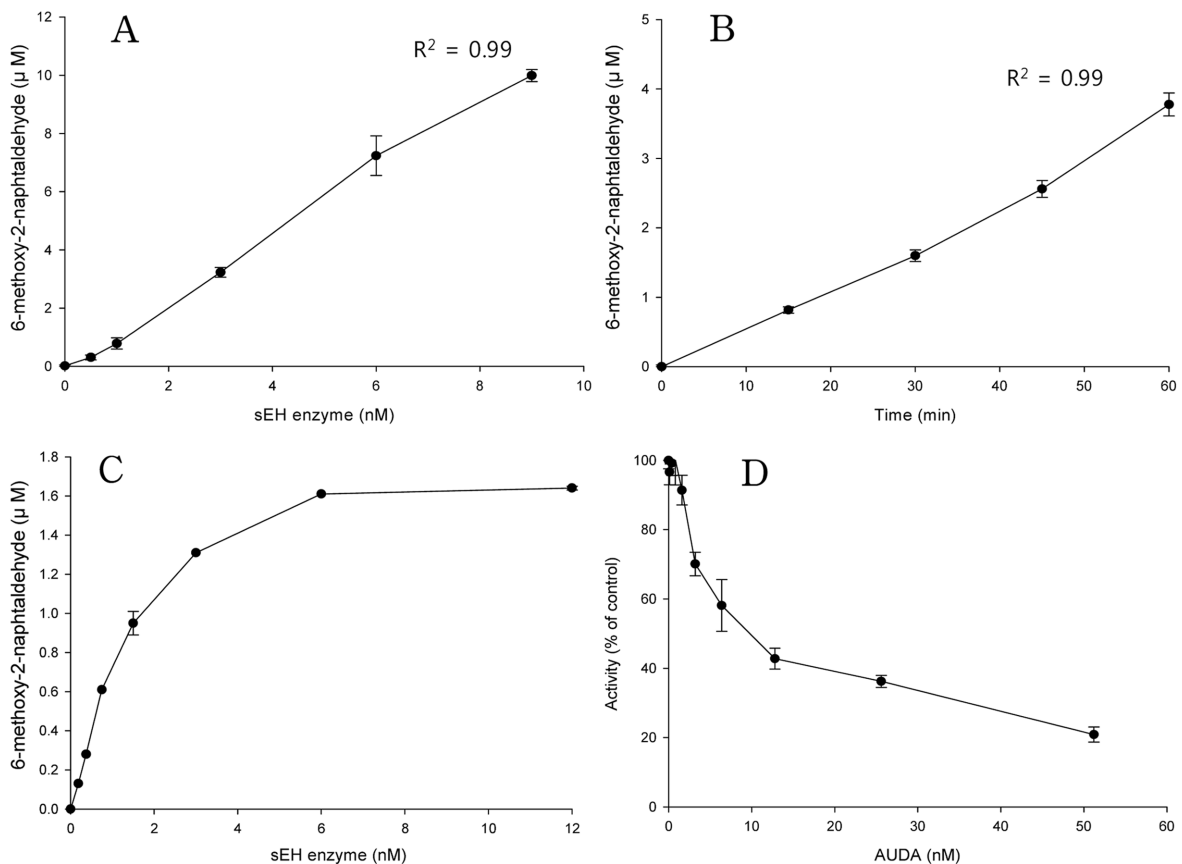 A
R² = 0.99
6-methoxy-2-naphtaldehyde (μ M)
12
10
8
6
4
2
0
0 2 4 6 8 10
sEH enzyme (nM)
B
R² = 0.99
6-methoxy-2-naphtaldehyde (μ M)
5
4
3
2
1
0
0 10 20 30 40 50 60
Time (min)
C
6-methoxy-2-naphtaldehyde (μ M)
1.8
1.6
1.4
1.2
1.0
0.8
0.6
0.4
0.2
0.0
0 2 4 6 8 10 12
sEH enzyme (nM)
D
Activity (% of control)
100
80
60
40
20
0
0 10 20 30 40 50 60
AUDA (nM)